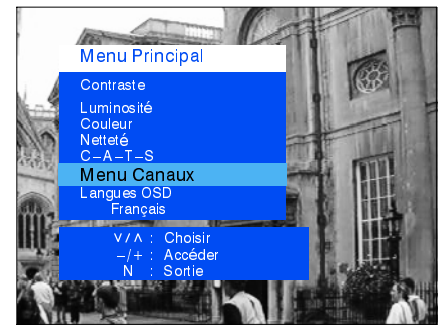 Menu Principal
Contraste
Luminosité
Couleur
Netteté
C–A–T–S
Menu Canaux
Langues OSD
Français
∨/∧ : Choisir
–/+ : Accéder
N : Sortie